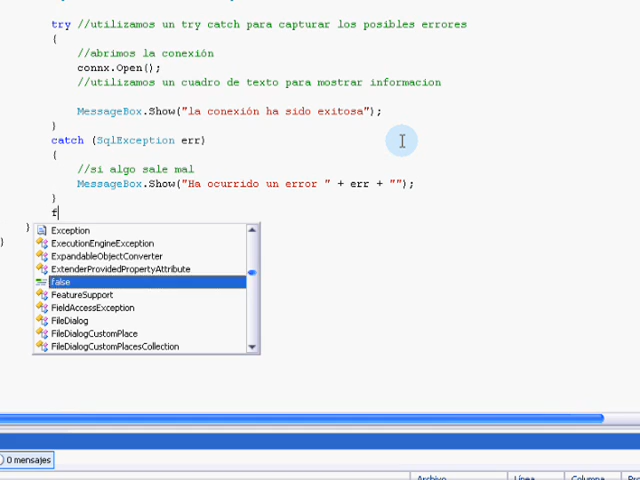 try //utilizamos un try catch para capturar los posibles errores
{
//abrimos la conexión
connx.Open();
//utilizamos un cuadro de texto para mostrar informacion
MessageBox.Show("la conexión ha sido exitosa");
}
catch (SqlException err)
{
//si algo sale mal
MessageBox.Show("Ha ocurrido un error " + err + "");
}
f
}
Exception
ExecutionEngineException
ExpandableObjectConverter
ExtenderProvidedPropertyAttribute
false
FeatureSupport
FieldAccessException
FileDialog
FileDialogCustomPlace
FileDialogCustomPlacesCollection
0 mensajes
Archivo Línea Columna